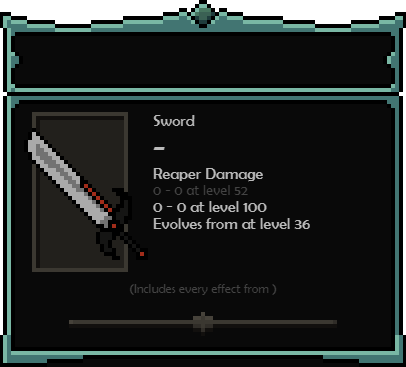 Sword
–
Reaper Damage
0 - 0 at level 52
0 - 0 at level 100
Evolves from at level 36
(Includes every effect from )